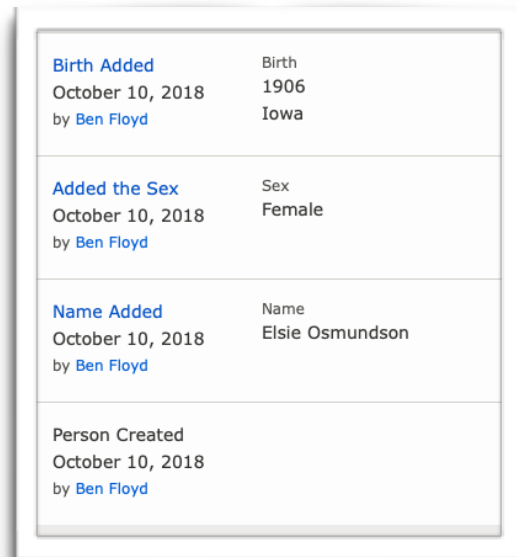 Birth Added
October 10, 2018
by Ben Floyd
Birth
1906
Iowa
Added the Sex
October 10, 2018
by Ben Floyd
Sex
Female
Name Added
October 10, 2018
by Ben Floyd
Name
Elsie Osmundson
Person Created
October 10, 2018
by Ben Floyd